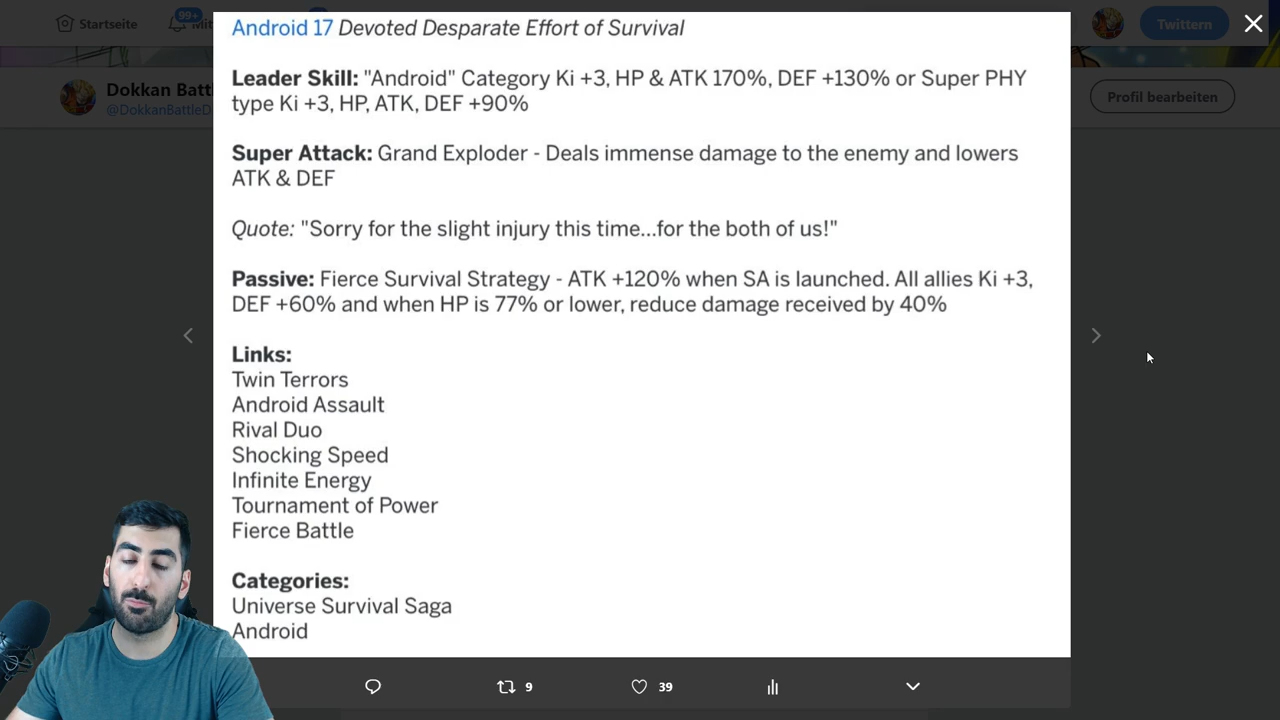 Startseite
99+
Mit
Twittern
Dokkan Batt
@DokkanBattleD
Profil bearbeiten
Android 17 Devoted Desparate Effort of Survival
Leader Skill: "Android" Category Ki +3, HP & ATK 170%, DEF +130% or Super PHY
type Ki +3, HP, ATK, DEF +90%
Super Attack: Grand Exploder - Deals immense damage to the enemy and lowers
ATK & DEF
Quote: "Sorry for the slight injury this time...for the both of us!"
Passive: Fierce Survival Strategy - ATK +120% when SA is launched. All allies Ki +3,
DEF +60% and when HP is 77% or lower, reduce damage received by 40%
Links:
Twin Terrors
Android Assault
Rival Duo
Shocking Speed
Infinite Energy
Tournament of Power
Fierce Battle
Categories:
Universe Survival Saga
Android
9
39